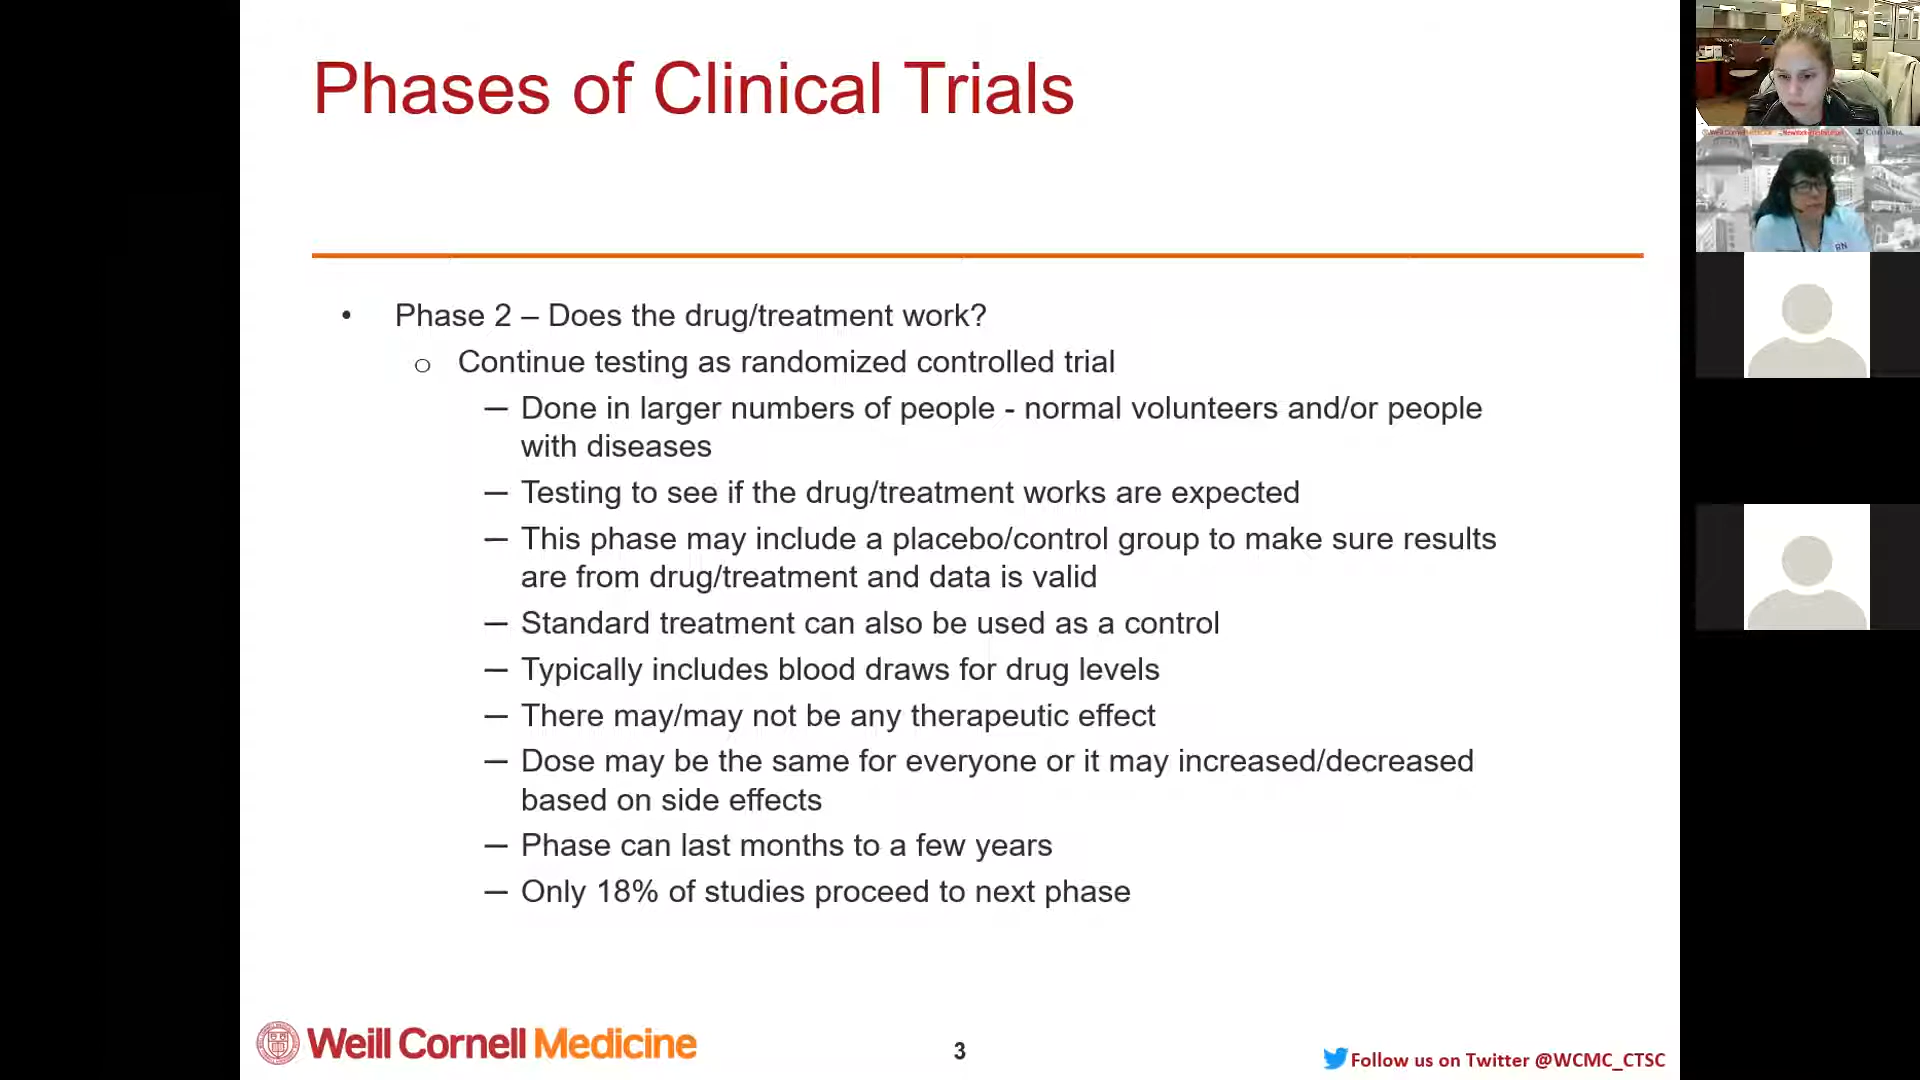 Phases of Clinical Trials
• Phase 2 – Does the drug/treatment work?
o Continue testing as randomized controlled trial
— Done in larger numbers of people - normal volunteers and/or people
with diseases
— Testing to see if the drug/treatment works are expected
— This phase may include a placebo/control group to make sure results
are from drug/treatment and data is valid
— Standard treatment can also be used as a control
— Typically includes blood draws for drug levels
— There may/may not be any therapeutic effect
— Dose may be the same for everyone or it may increased/decreased
based on side effects
— Phase can last months to a few years
— Only 18% of studies proceed to next phase
Weill Cornell Medicine
3
Follow us on Twitter @WCMC_CTSC
Weill Cornell Medicine
RN